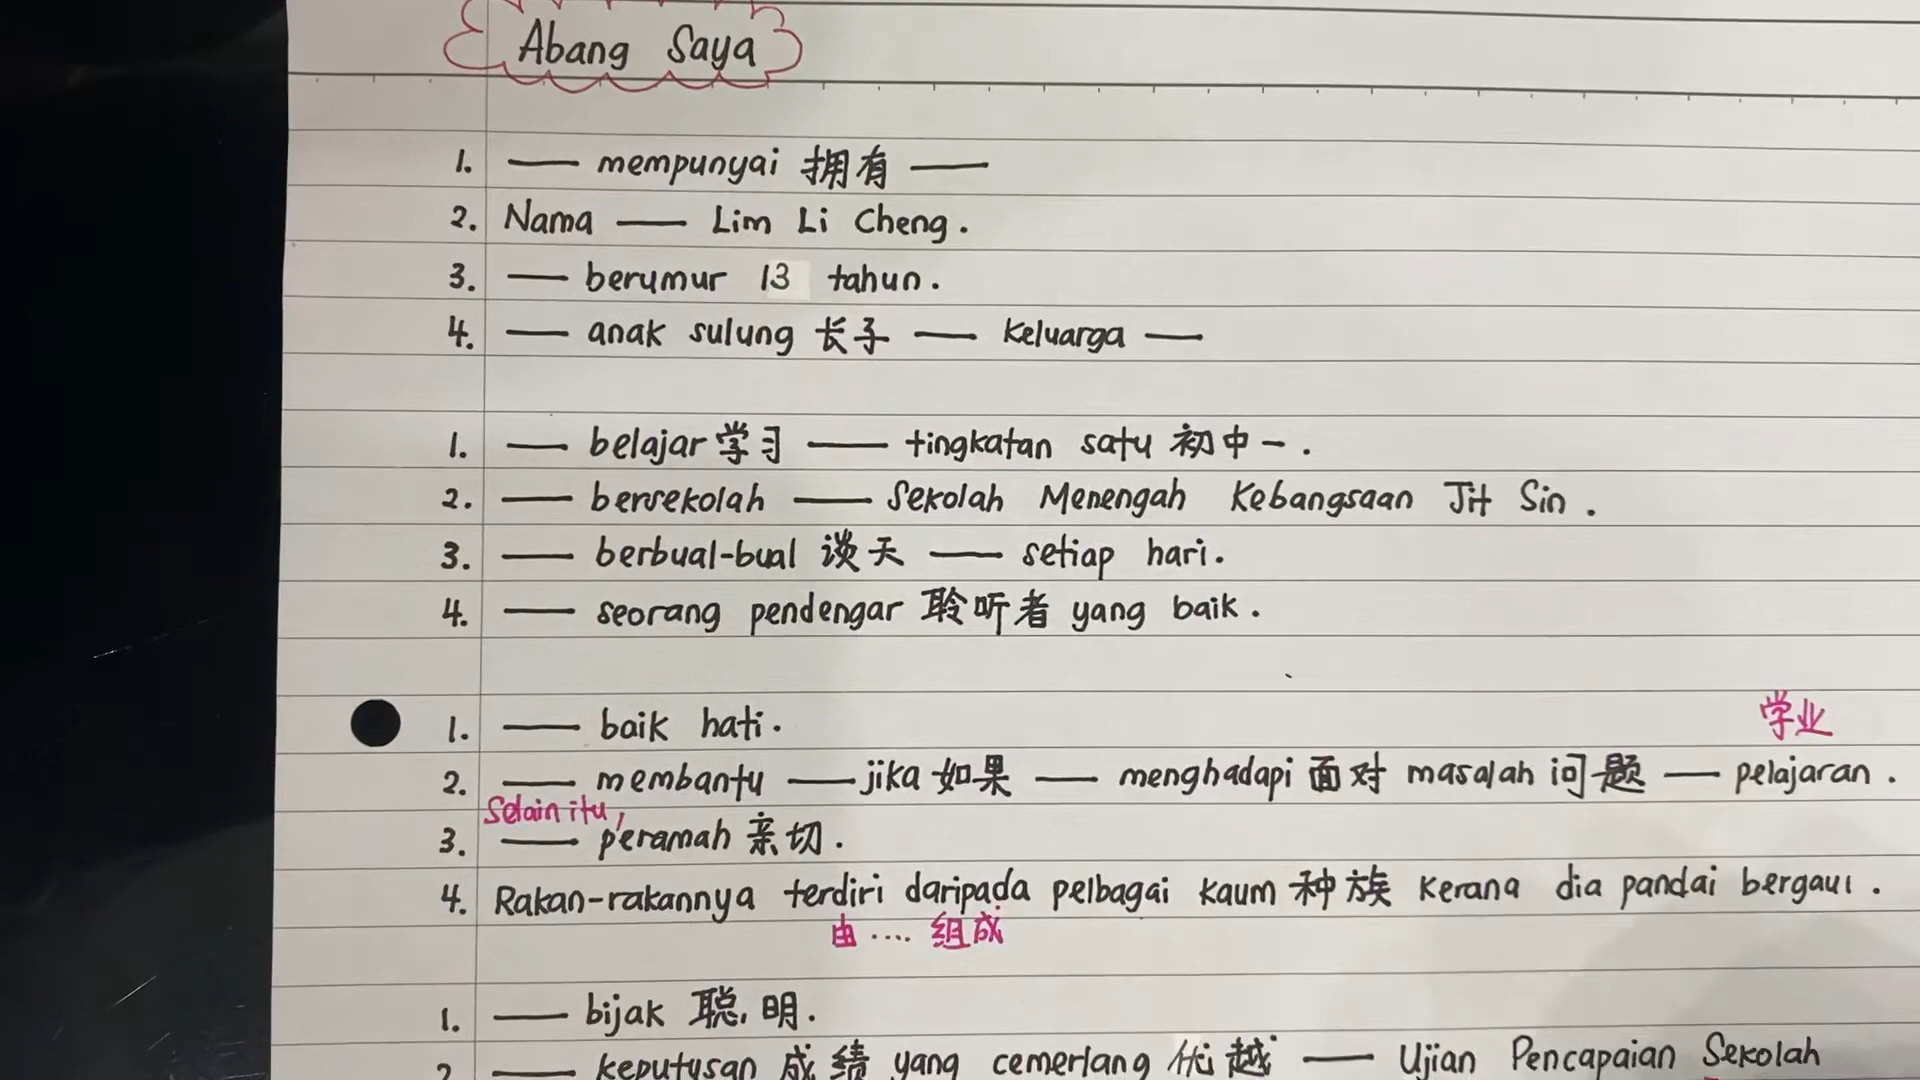 Abang Saya
1. —— mempunyai 拥有 ——
2. Nama —— Lim Li Cheng.
3. —— berumur 13 tahun.
4. —— anak sulung 长子 —— keluarga ——
1. —— belajar 学习 —— tingkatan satu 初中一.
2. —— bersekolah —— Sekolah Menengah Kebangsaan Jit Sin.
3. —— berbual-bual 谈天 —— setiap hari.
4. —— seorang pendengar 聆听者 yang baik.
1. —— baik hati.
学业
2. —— membantu —— jika 如果 —— menghadapi 面对 masalah 问题 —— pelajaran.
Selain itu,
3. —— peramah 亲切.
4. Rakan-rakannya terdiri daripada pelbagai kaum 种族 kerana dia pandai bergaul.
由 .... 组成
1. —— bijak 聪明.
2. —— keputusan 成绩 yang cemerlang 优越 —— Ujian Pencapaian Sekolah